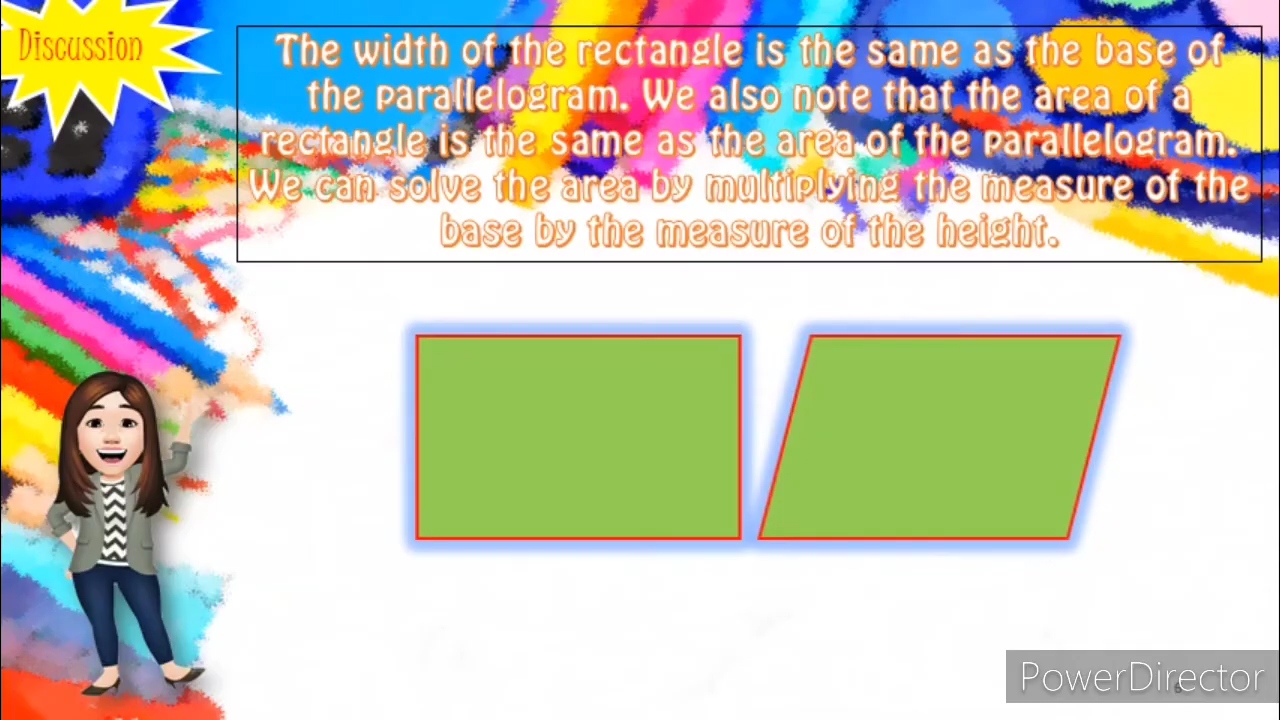 Discussion
The width of the rectangle is the same as the base of
the parallelogram. We also note that the area of a
rectangle is the same as the area of the parallelogram.
We can solve the area by multiplying the measure of the
base by the measure of the height.
PowerDirector